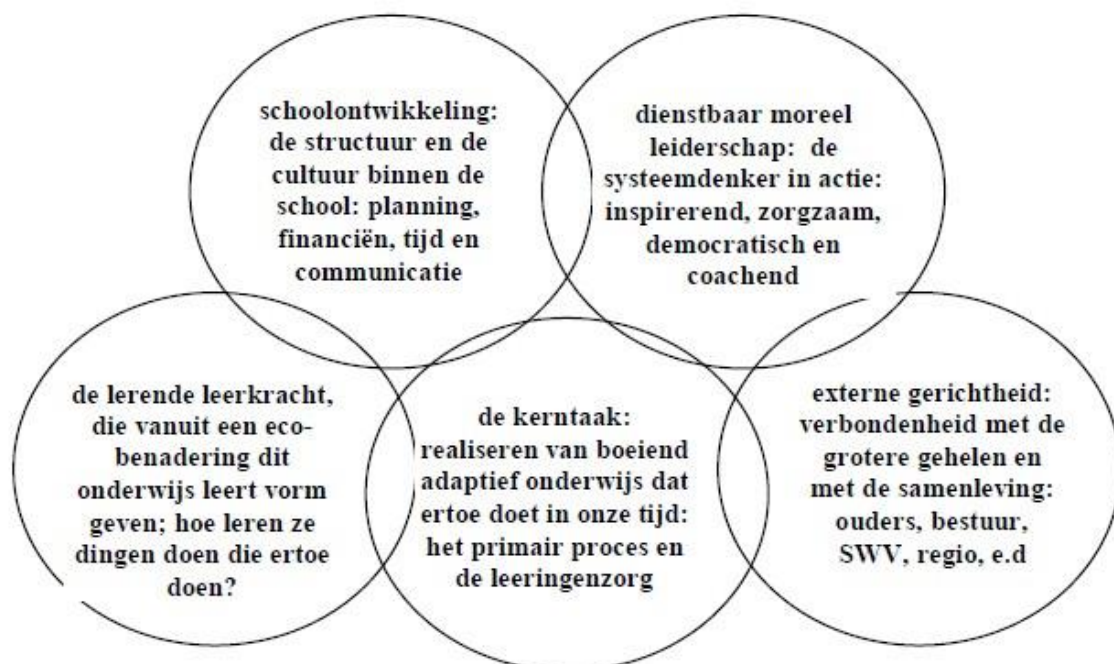 schoolontwikkeling:
de structuur en de
cultuur binnen de
school: planning,
financiën, tijd en
communicatie
dienstbaar moreel
leiderschap: de
systeemdenker in actie:
inspirerend, zorgzaam,
democratisch en
coachend
de lerende leerkracht,
die vanuit een eco-
benadering dit
onderwijs leert vorm
geven; hoe leren ze
dingen doen die ertoe
doen?
de kerntaak:
realiseren van boeiend
adaptief onderwijs dat
ertoe doet in onze tijd:
het primair proces en
de leeringenzorg
externe gerichtheid:
verbondenheid met de
grotere gehelen en
met de samenleving:
ouders, bestuur,
SWV, regio, e.d